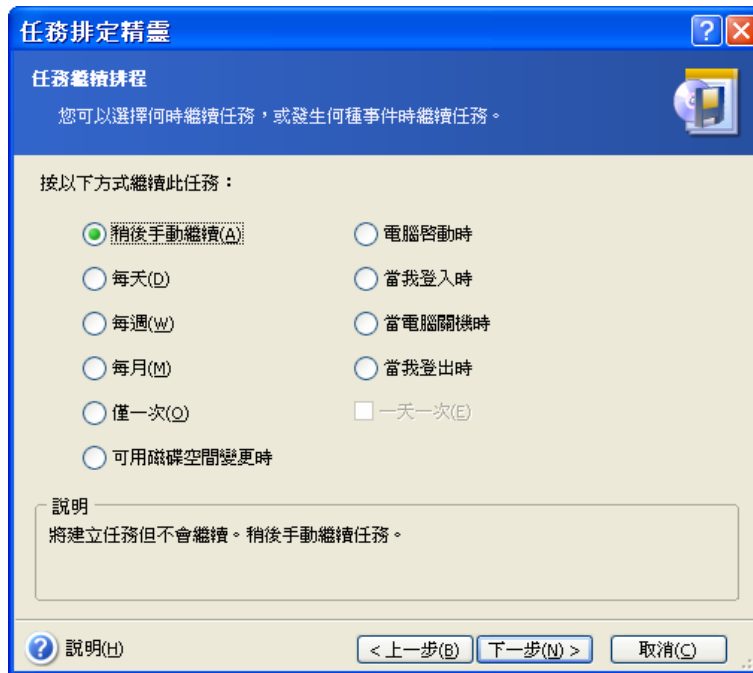 任務排定精靈
任務繼續排程
您可以選擇何時繼續任務，或發生何種事件時繼續任務。
按以下方式繼續此任務：
稍後手動繼續(A)
每天(D)
每週(W)
每月(M)
僅一次(O)
可用磁碟空間變更時
電腦啓動時
當我登入時
當電腦關機時
當我登出時
一天一次(E)
說明
將建立任務但不會繼續。稍後手動繼續任務。
說明(H)
< 上一步(B)
下一步(N) >
取消(C)